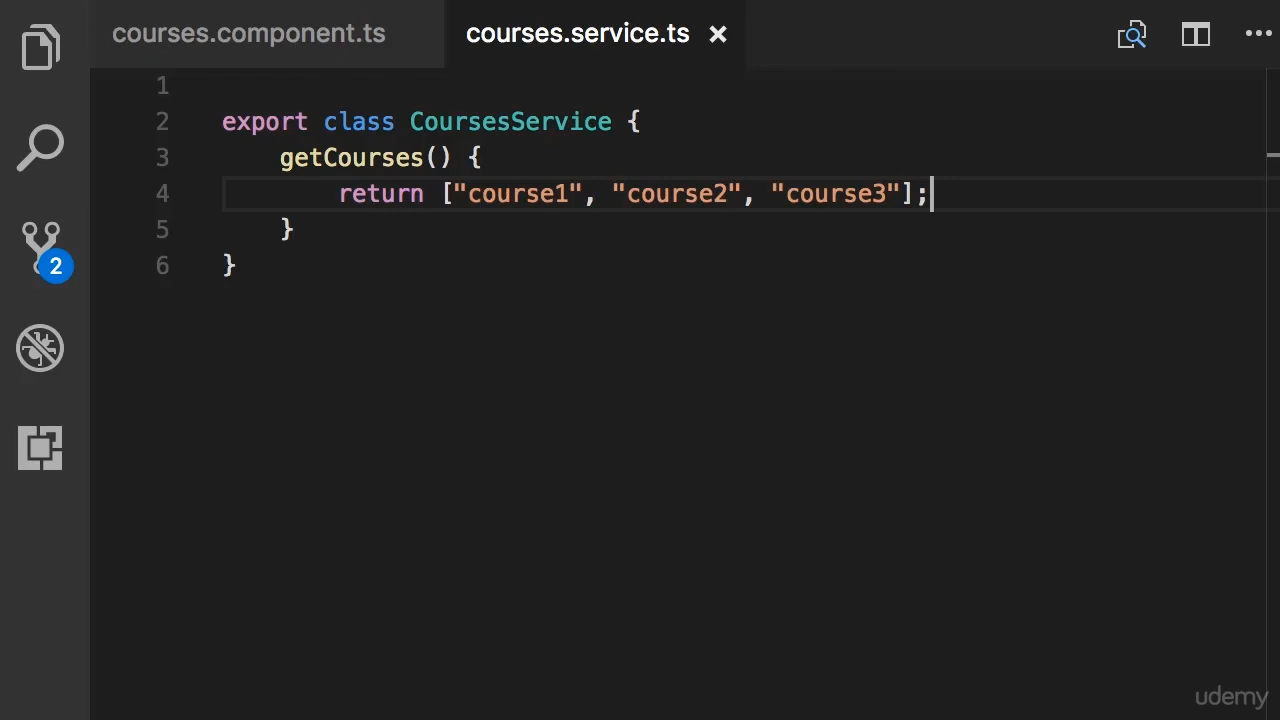 courses.component.ts courses.service.ts
1
2 export class CoursesService {
3 getCourses() {
4 return ["course1", "course2", "course3"];
5 }
6 }
2
udemy